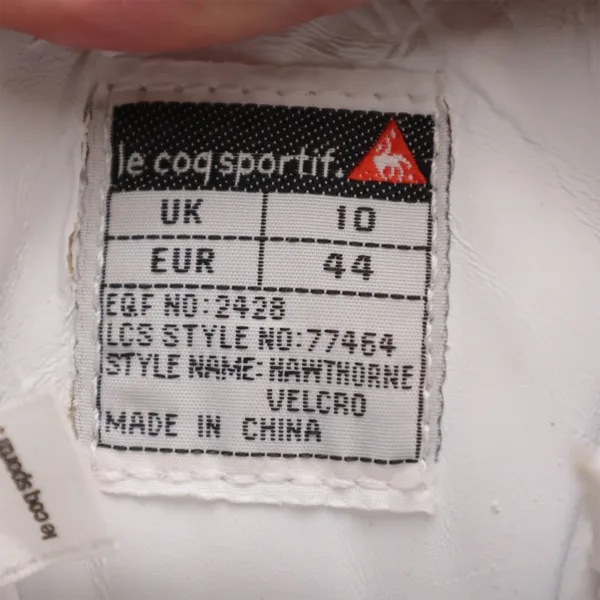 le coq sportif.
UK 10
EUR 44
EQF NO:2428
LCS STYLE NO:77464
STYLE NAME: HAWTHORNE
VELCRO
MADE IN CHINA
le coq sportif